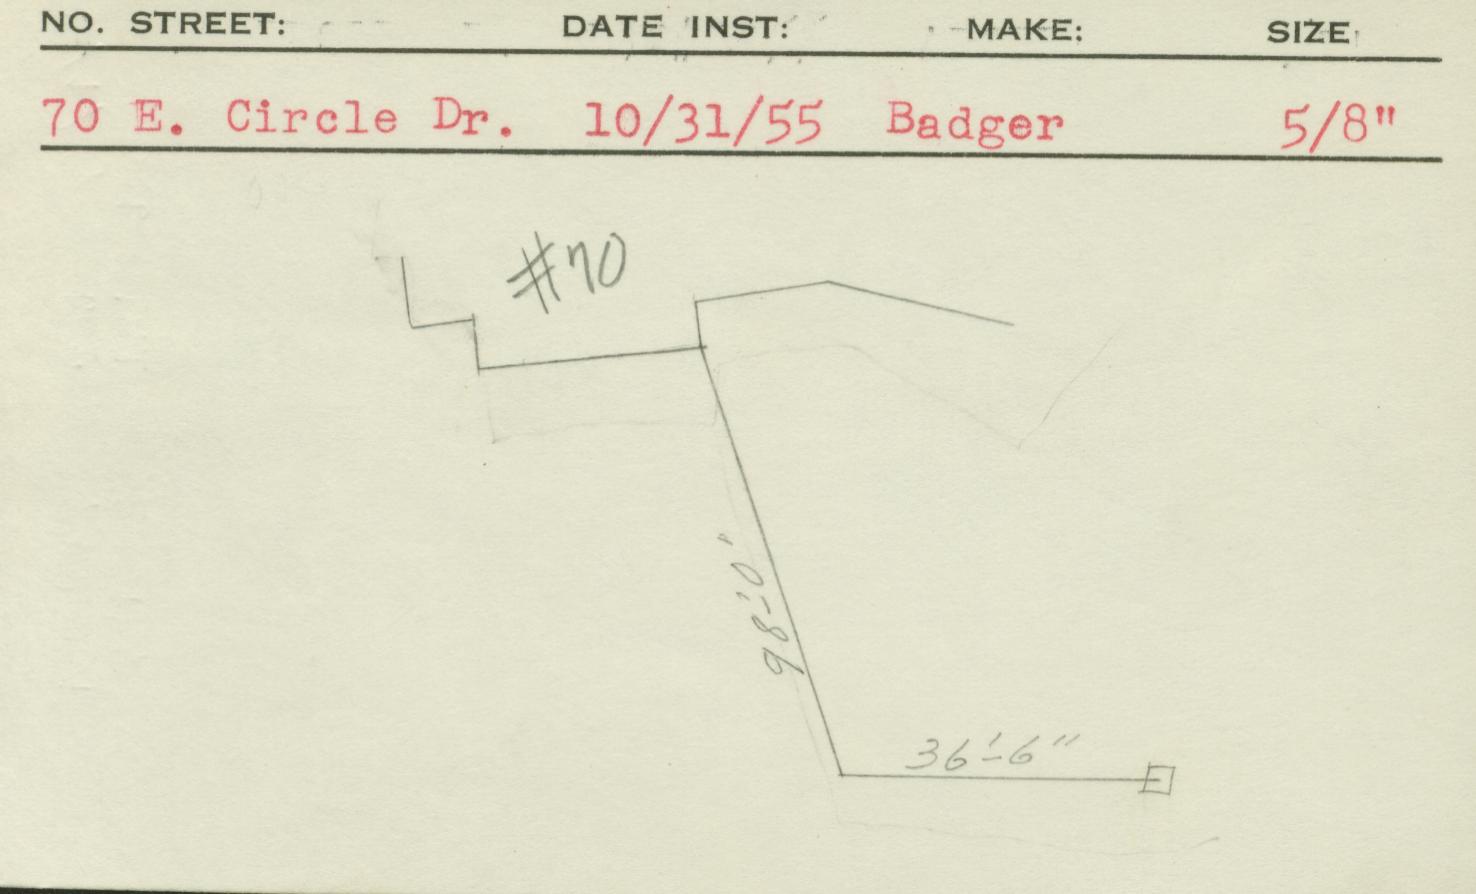 NO. STREET: DATE INST: MAKE: SIZE
70 E. Circle Dr. 10/31/55 Badger 5/8"
#70
98'-0"
36'-6"